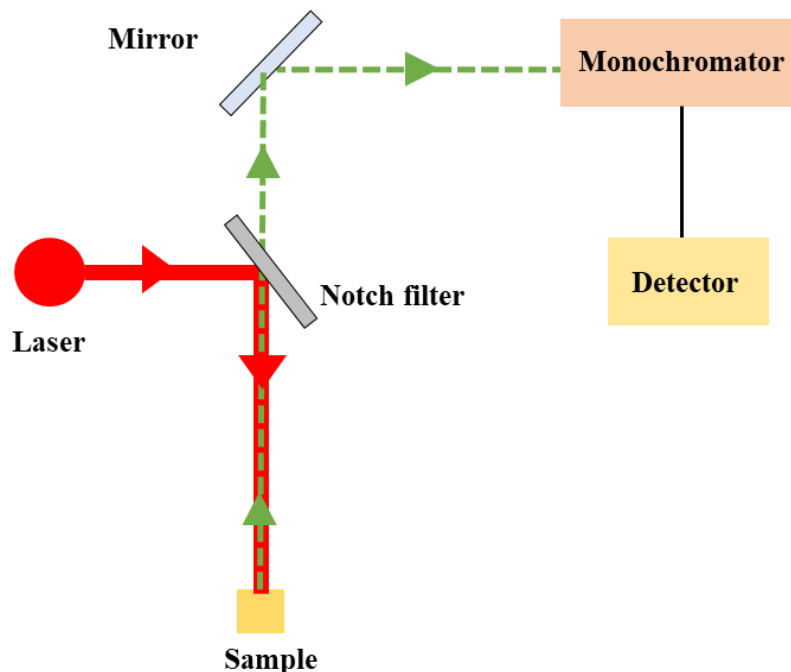 Mirror
Monochromator
Notch filter
Detector
Laser
Sample